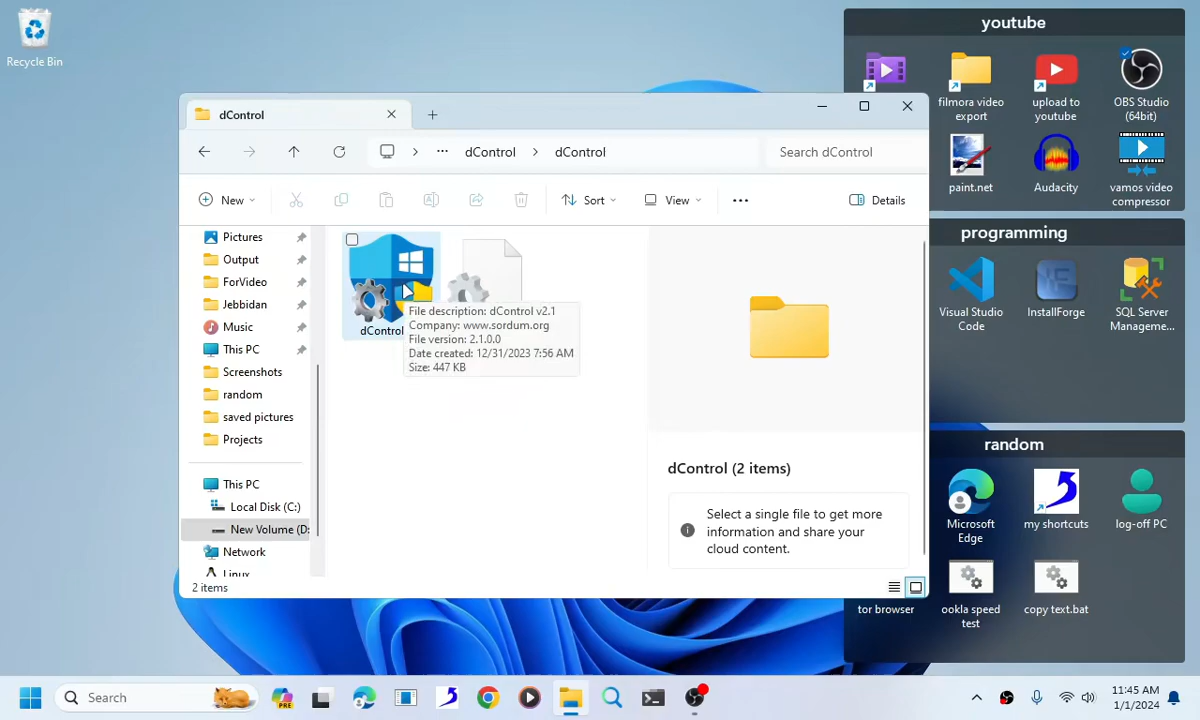 Recycle Bin
youtube
filmora video
export
upload to
youtube
OBS Studio
(64bit)
paint.net
Audacity
vamos video
compressor
programming
Visual Studio
Code
InstallForge
SQL Server
Manageme...
random
Microsoft
Edge
my shortcuts
log-off PC
tor browser
ookla speed
test
copy text.bat
dControl
... dControl > dControl
Search dControl
New
Sort
View
Details
Pictures
Output
ForVideo
Jebbidan
Music
This PC
Screenshots
random
saved pictures
Projects
This PC
Local Disk (C:)
New Volume (D:
Network
Linux
dControl
File description: dControl v2.1
Company: www.sordum.org
File version: 2.1.0.0
Date created: 12/31/2023 7:56 AM
Size: 447 KB
dControl (2 items)
Select a single file to get more
information and share your
cloud content.
2 items
Search
PRE
11:45 AM
1/1/2024